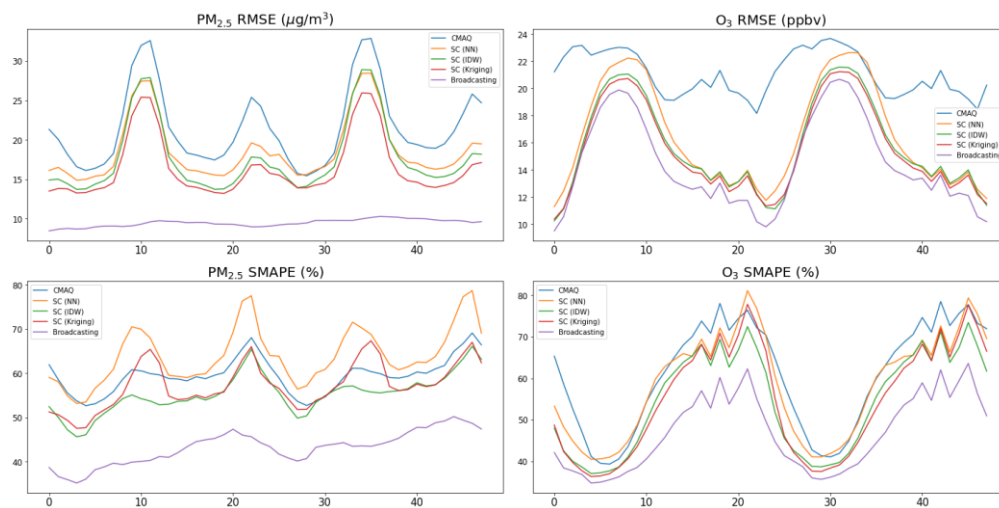 PM2.5 RMSE (μg/m³)
CMAQ
SC (NN)
SC (IDW)
SC (Kriging)
Broadcasting
30
25
20
15
10
0 10 20 30 40
O3 RMSE (ppbv)
24
22
20
18
16
14
12
10
CMAQ
SC (NN)
SC (IDW)
SC (Kriging)
Broadcasting
0 10 20 30 40
PM2.5 SMAPE (%)
80
70
60
50
40
CMAQ
SC (NN)
SC (IDW)
SC (Kriging)
Broadcasting
0 10 20 30 40
O3 SMAPE (%)
80
70
60
50
40
CMAQ
SC (NN)
SC (IDW)
SC (Kriging)
Broadcasting
0 10 20 30 40